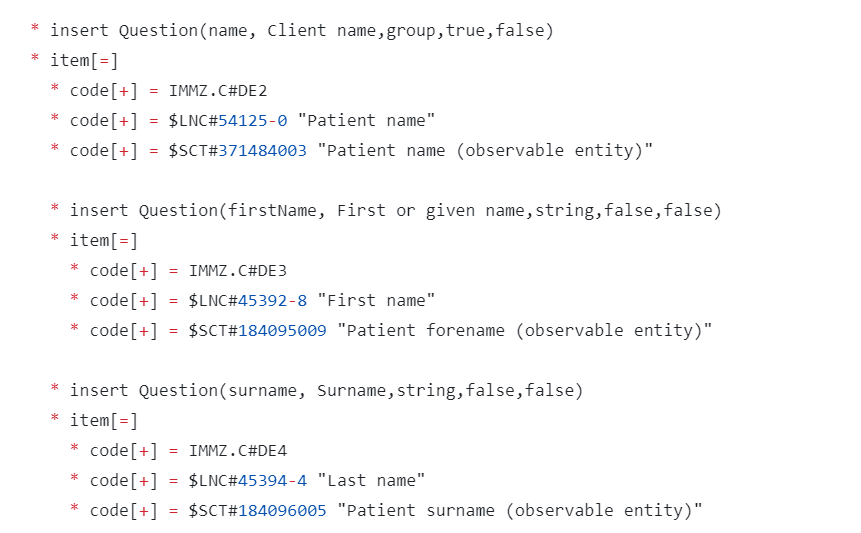 * insert Question(name, Client name,group,true,false)
* item[=]
* code[+] = IMMZ.C#DE2
* code[+] = $LNC#54125-0 "Patient name"
* code[+] = $SCT#371484003 "Patient name (observable entity)"
* insert Question(firstName, First or given name,string,false,false)
* item[=]
* code[+] = IMMZ.C#DE3
* code[+] = $LNC#45392-8 "First name"
* code[+] = $SCT#184095009 "Patient forename (observable entity)"
* insert Question(surname, Surname,string,false,false)
* item[=]
* code[+] = IMMZ.C#DE4
* code[+] = $LNC#45394-4 "Last name"
* code[+] = $SCT#184096005 "Patient surname (observable entity)"